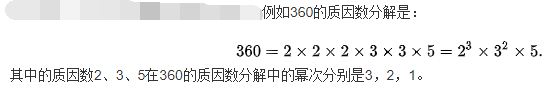 例如360的质因数分解是：
360 = 2 × 2 × 2 × 3 × 3 × 5 = 2³ × 3² × 5.
其中的质因数2、3、5在360的质因数分解中的幂次分别是3，2，1。